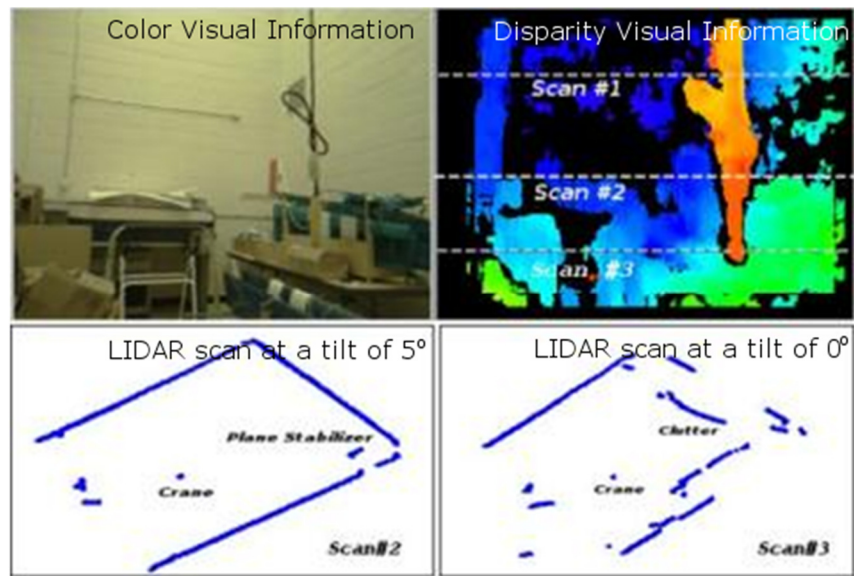 Color Visual Information
Disparity Visual Information
Scan #1
Scan #2
Scan #3
LIDAR scan at a tilt of 5°
Plane Stabilizer
Crane
Scan#2
LIDAR scan at a tilt of 0°
Clutter
Crane
Scan#3